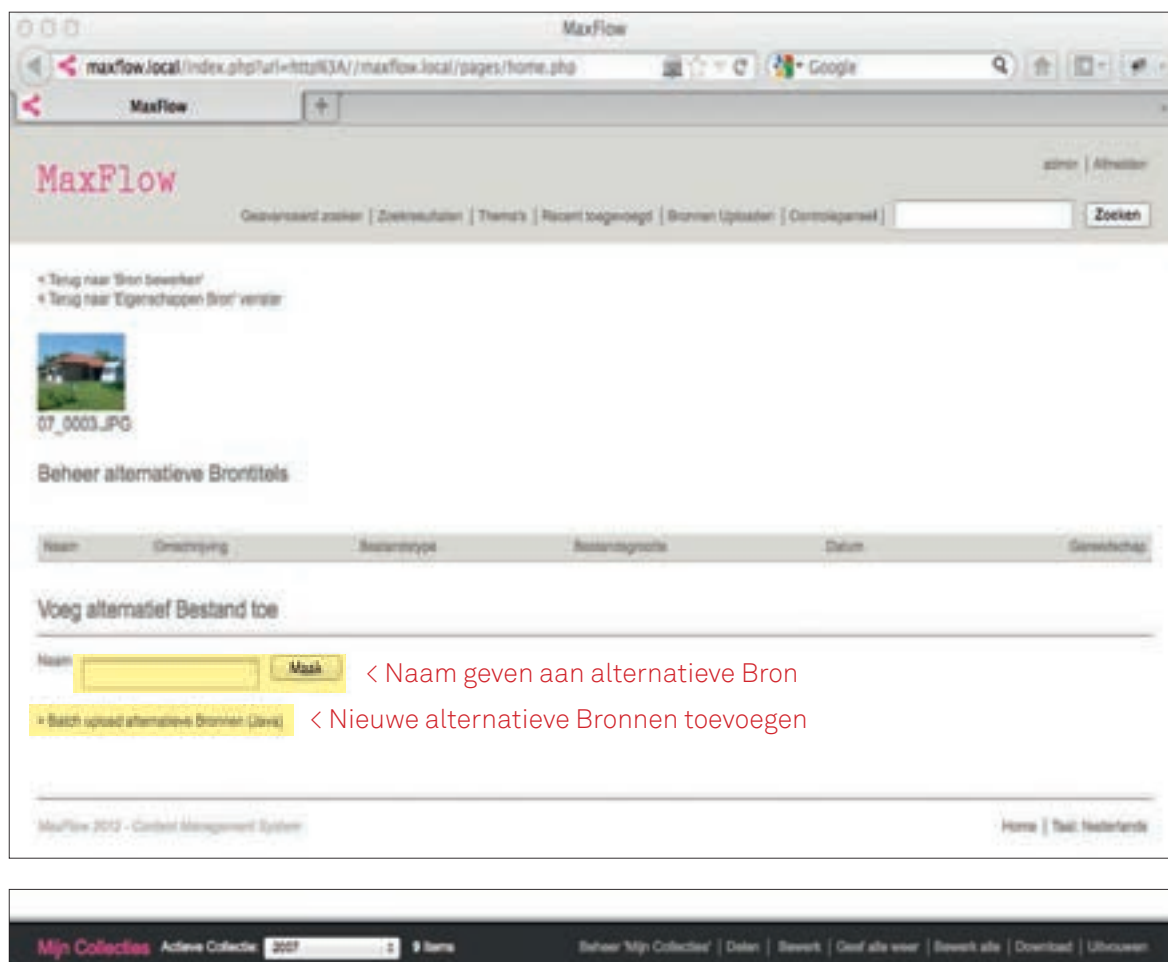 MaxFlow
maxflow.local/index.php?url=http%3A//maxflow.local/pages/home.php
Google
MaxFlow
+
MaxFlow
admin | Afmelden
Geavanceerd zoeken | Zoekresultaten | Thema's | Recent toegevoegd | Bronnen Uploaden | Controlepaneel |
Zoeken
< Terug naar 'Bron bewerken'
< Terug naar 'Eigenschappen Bron' venster
07_0003.JPG
Beheer alternatieve Brontitels
Naam Omschrijving Bestandstype Bestandsgrootte Datum Gereedschap
Voeg alternatief Bestand toe
Naam Maak < Naam geven aan alternatieve Bron
> Batch upload alternatieve Bronnen (Java) < Nieuwe alternatieve Bronnen toevoegen
MaxFlow 2012 - Content Management System
Home | Taal: Nederlands
Mijn Collecties Actieve Collectie: 2007 9 Items Beheer 'Mijn Collecties' | Delen | Bewerk | Geef alle weer | Bewerk alle | Download | Uitvouwen